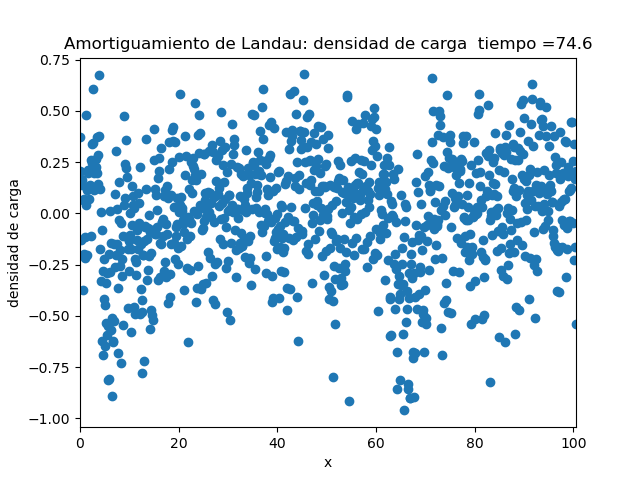 Amortiguamiento de Landau: densidad de carga  tiempo =74.6
densidad de carga
0.75
0.50
0.25
0.00
−0.25
−0.50
−0.75
−1.00
0 20 40 60 80 100
x